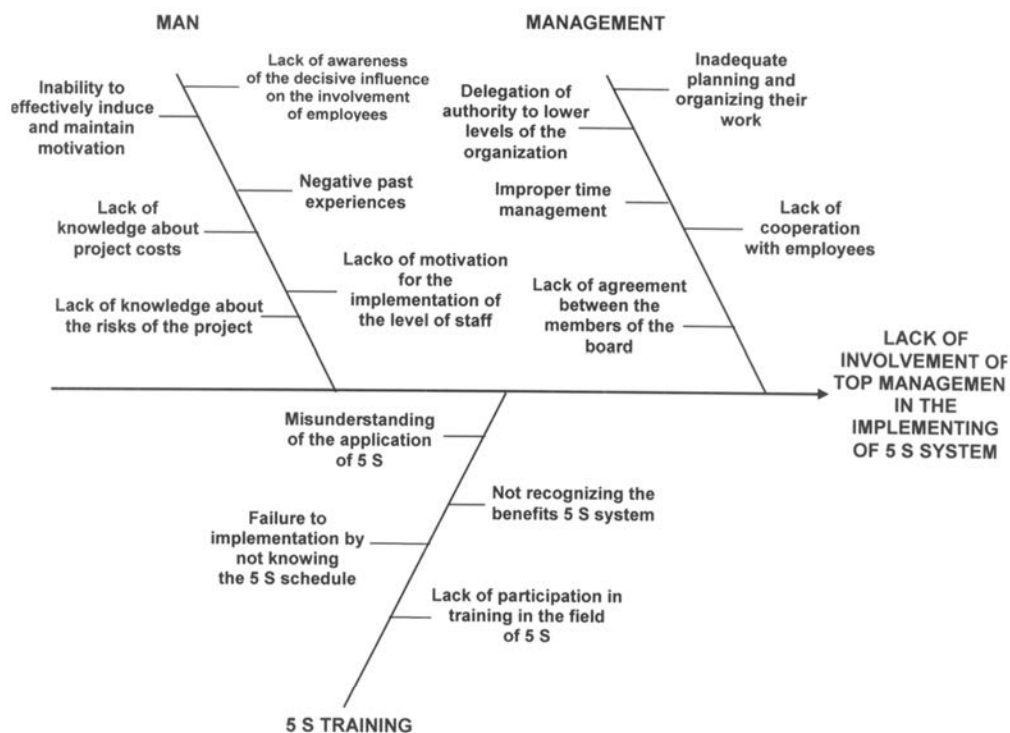 MAN
MANAGEMENT
Lack of awareness
of the decisive influence
on the involvement
of employees
Inability to
effectively induce
and maintain
motivation
Negative past
experiences
Lack of
knowledge about
project costs
Lacko of motivation
for the
implementation of
the level of staff
Lack of knowledge about
the risks of the project
Inadequate
planning and
organizing their
work
Delegation of
authority to lower
levels of the
organization
Improper time
management
Lack of
cooperation
with employees
Lack of agreement
between the
members of the
board
LACK OF
INVOLVEMENT OF
TOP MANAGEMEN
IN THE
IMPLEMENTING
OF 5 S SYSTEM
Misunderstanding
of the application
of 5 S
Not recognizing the
benefits 5 S system
Failure to
implementation by
not knowing
the 5 S schedule
Lack of participation in
training in the field
of 5 S
5 S TRAINING